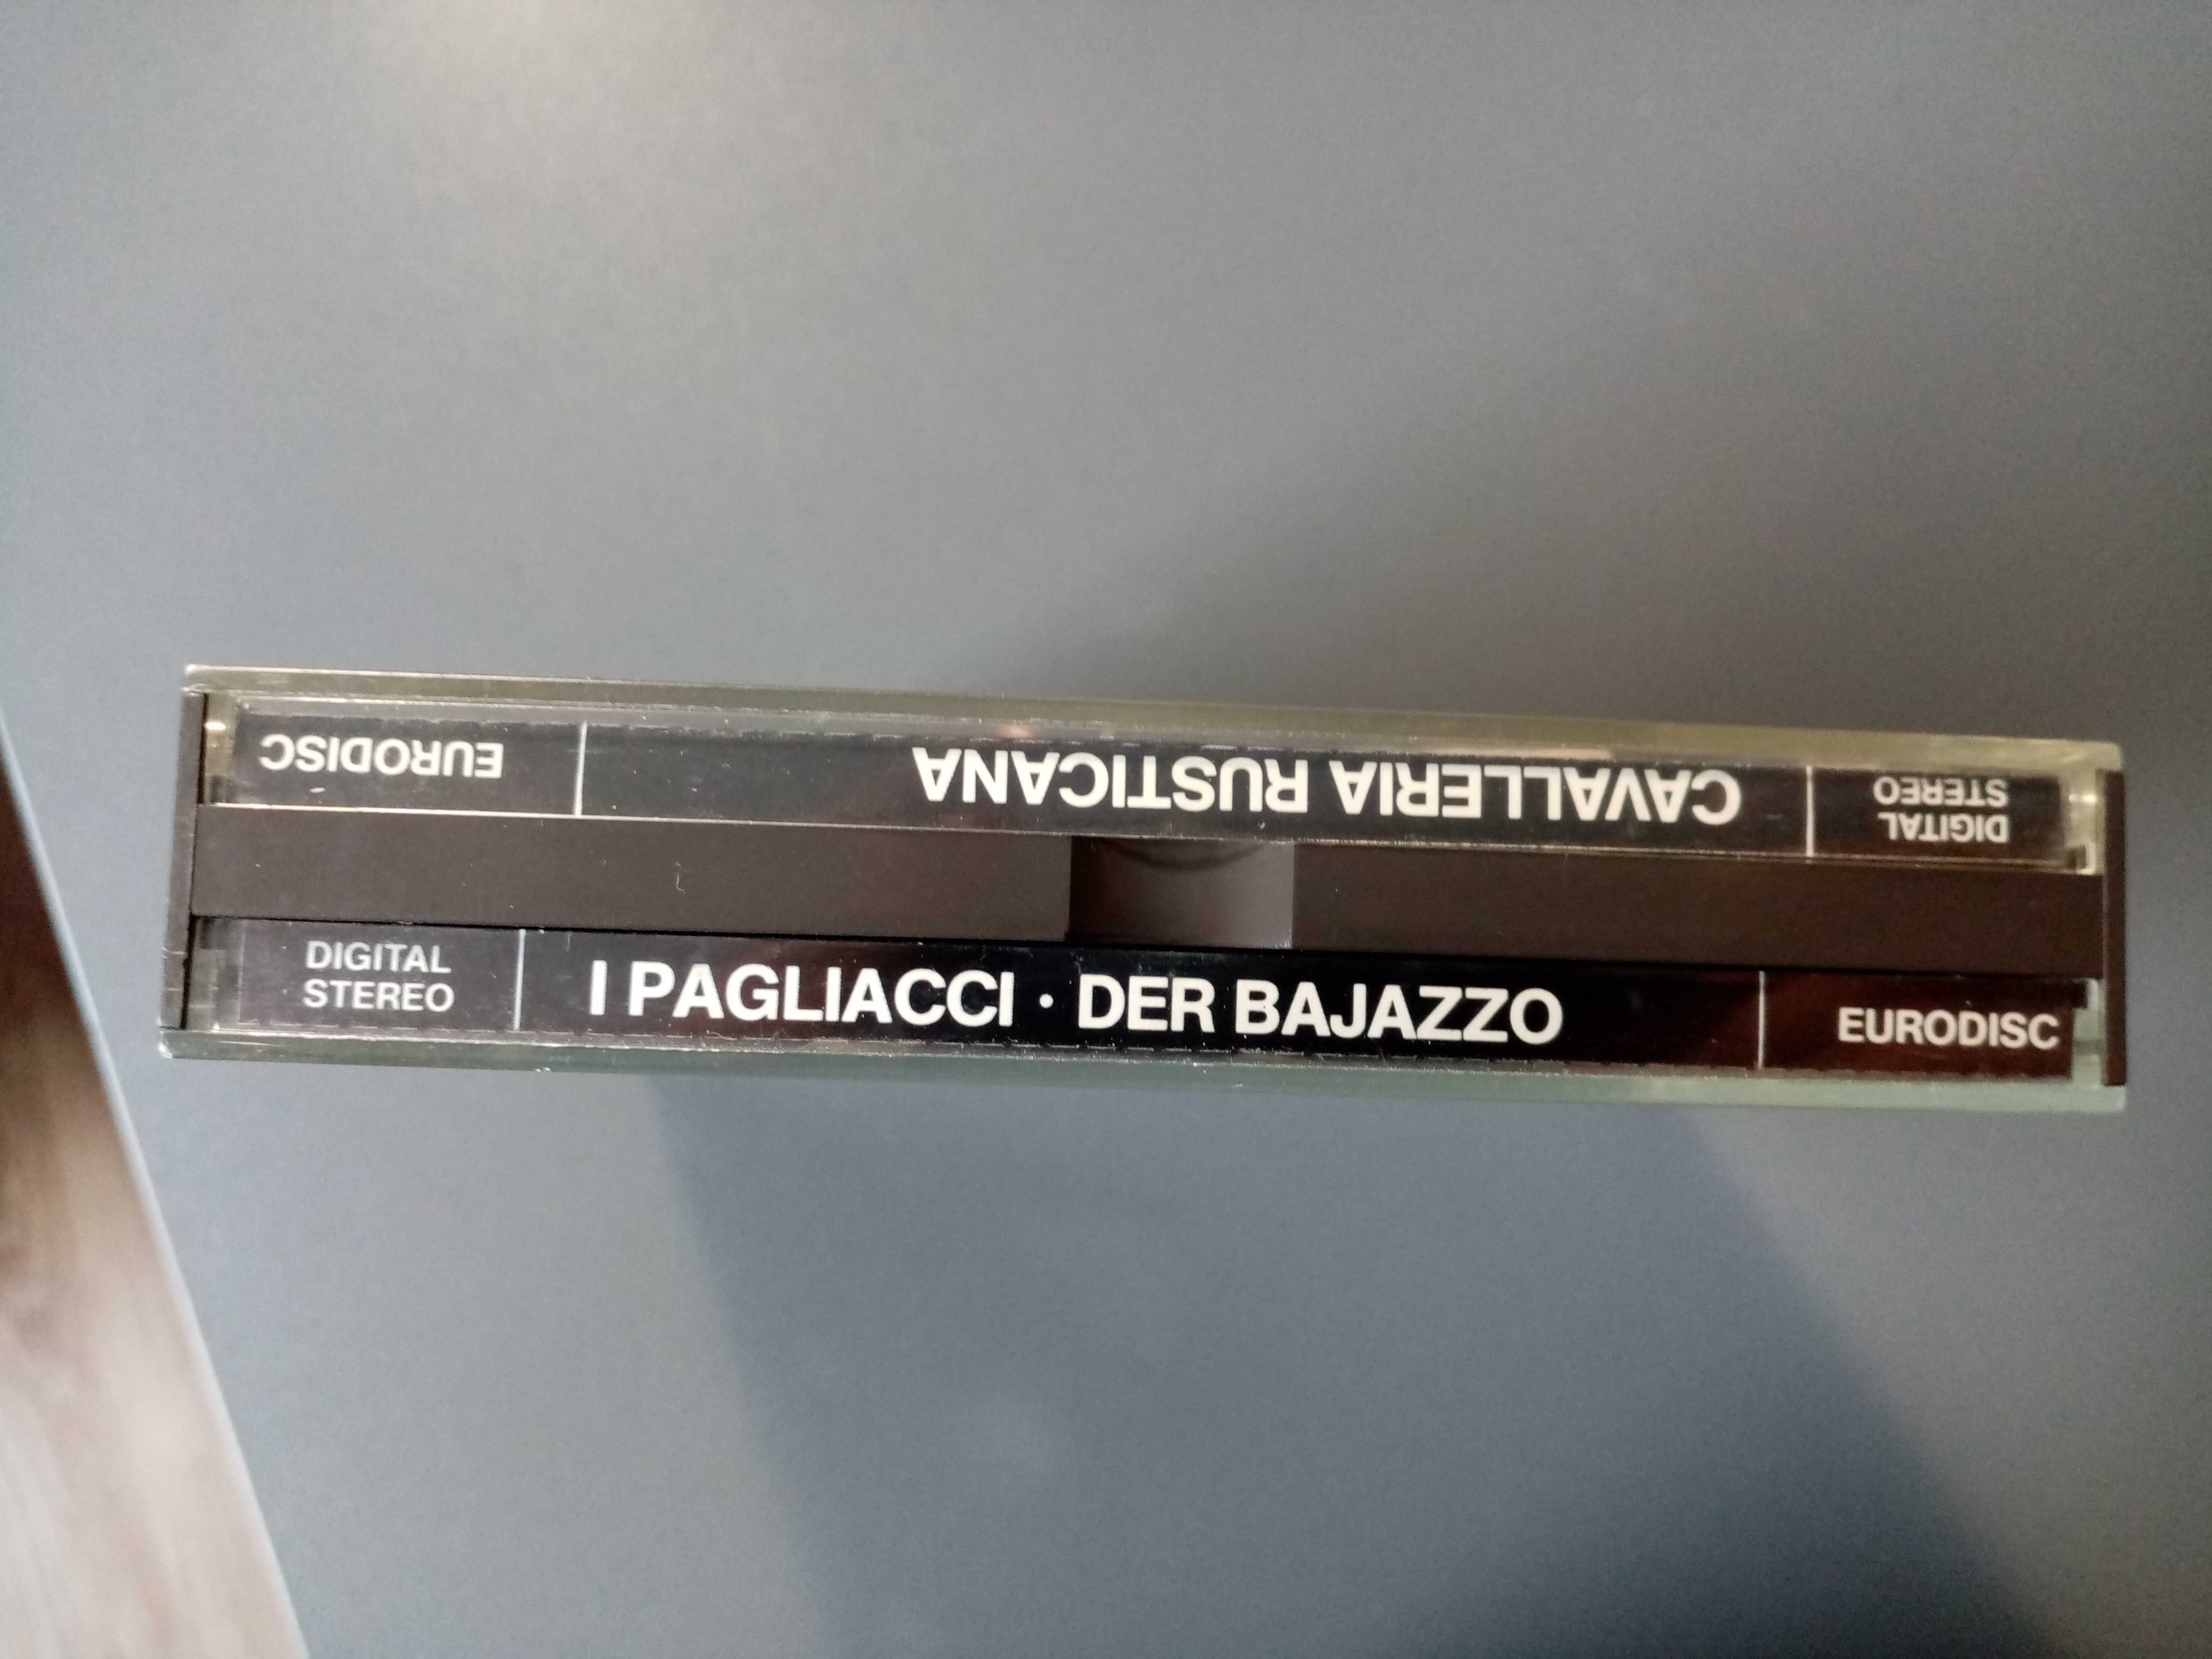 EURODISC
CAVALLERIA RUSTICANA
DIGITAL
STEREO
DIGITAL
STEREO
I PAGLIACCI · DER BAJAZZO
EURODISC